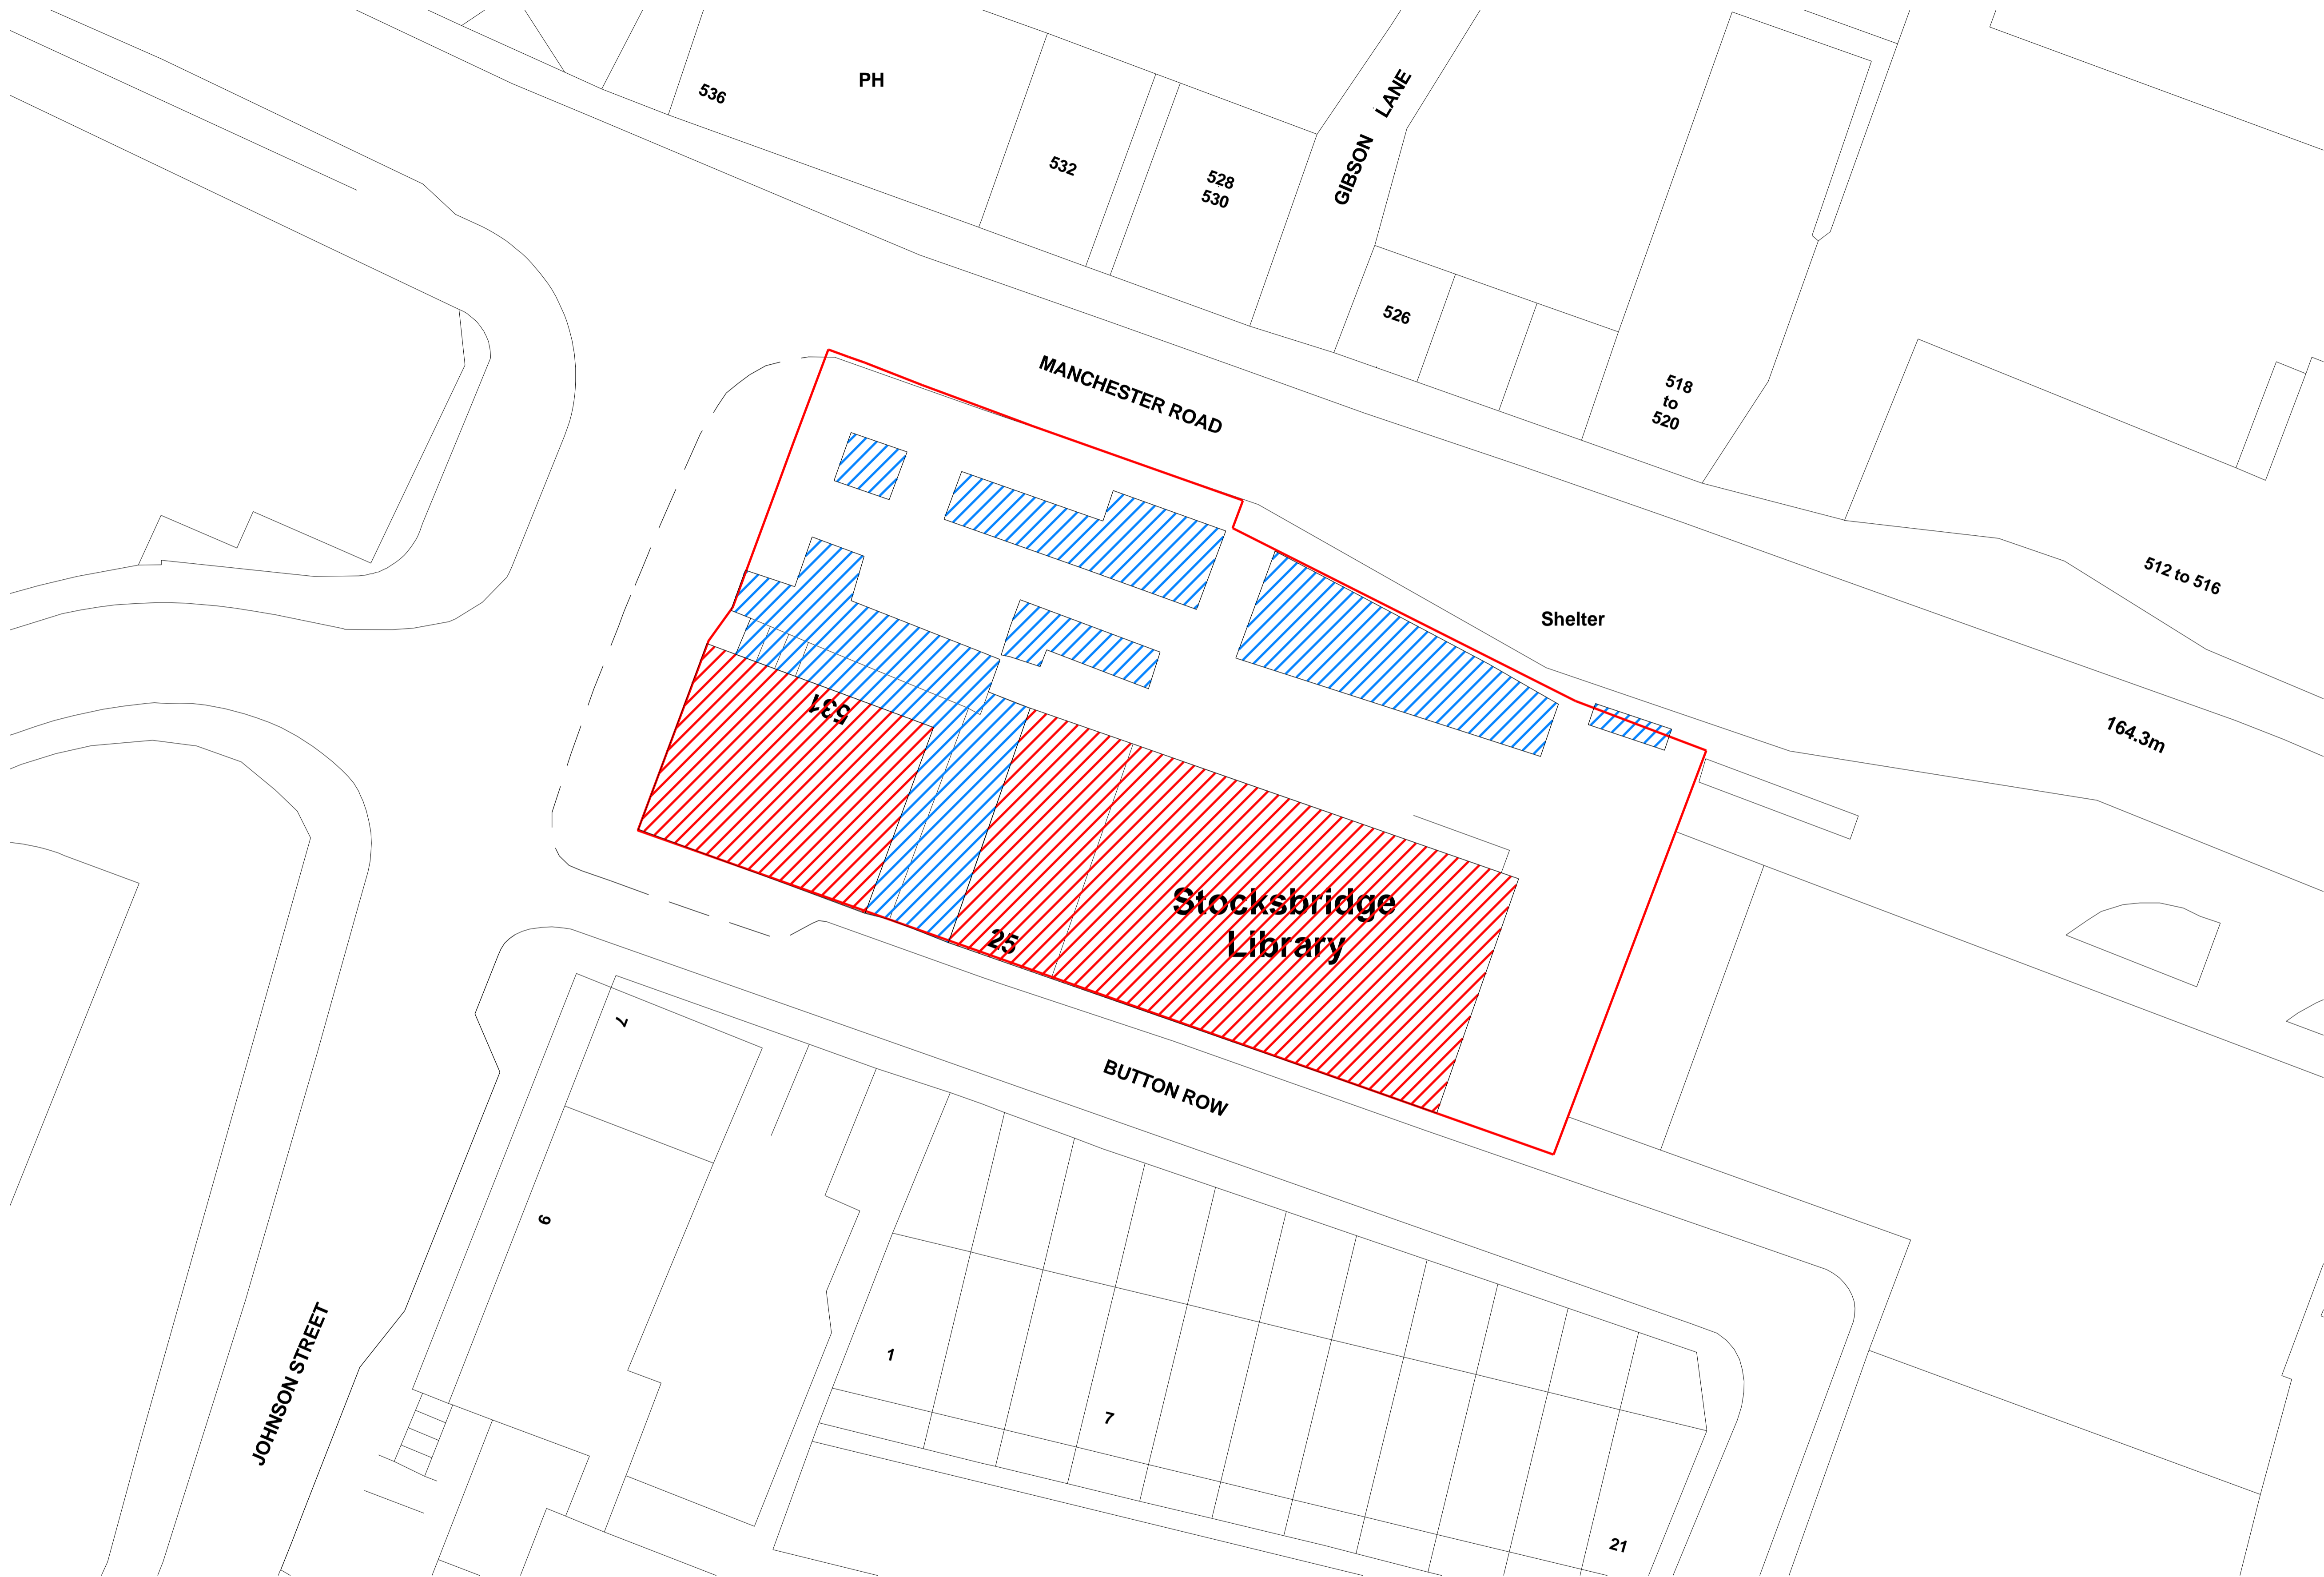 PH
536
532
528
530
GIBSON LANE
526
MANCHESTER ROAD
518
to
520
512 to 516
Shelter
164.3m
531
Stocksbridge
Library
25
7
BUTTON ROW
9
JOHNSON STREET
1
7
21